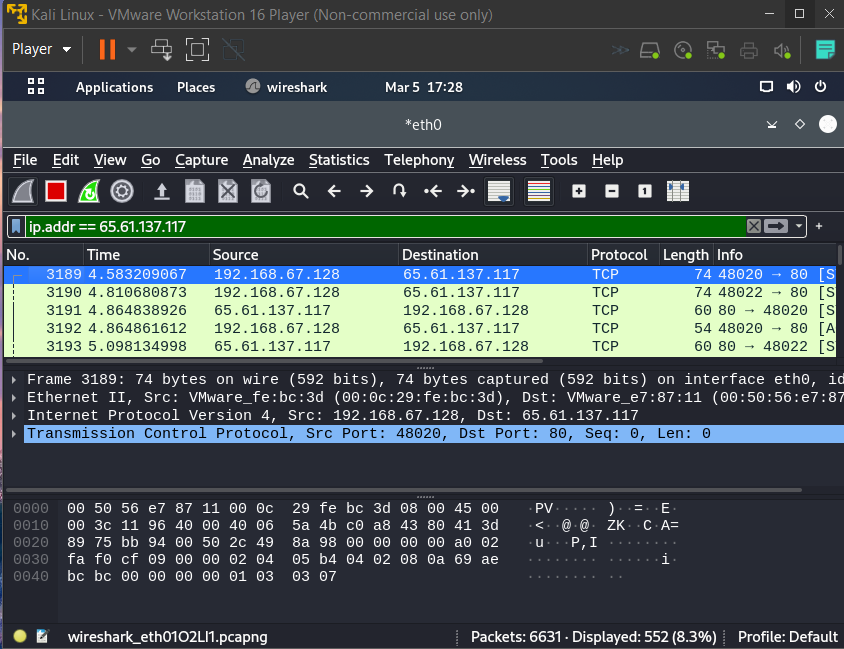 Kali Linux - VMware Workstation 16 Player (Non-commercial use only)
Player
Applications Places wireshark Mar 5 17:28
*eth0
File Edit View Go Capture Analyze Statistics Telephony Wireless Tools Help
ip.addr == 65.61.137.117
No. Time Source Destination Protocol Length Info
3189 4.583209067 192.168.67.128 65.61.137.117 TCP 74 48020 → 80 [S
3190 4.810680873 192.168.67.128 65.61.137.117 TCP 74 48022 → 80 [S
3191 4.864838926 65.61.137.117 192.168.67.128 TCP 60 80 → 48020 [S
3192 4.864861612 192.168.67.128 65.61.137.117 TCP 54 48020 → 80 [A
3193 5.098134998 65.61.137.117 192.168.67.128 TCP 60 80 → 48022 [S
Frame 3189: 74 bytes on wire (592 bits), 74 bytes captured (592 bits) on interface eth0, id
Ethernet II, Src: VMware_fe:bc:3d (00:0c:29:fe:bc:3d), Dst: VMware_e7:87:11 (00:50:56:e7:87
Internet Protocol Version 4, Src: 192.168.67.128, Dst: 65.61.137.117
Transmission Control Protocol, Src Port: 48020, Dst Port: 80, Seq: 0, Len: 0
0000 00 50 56 e7 87 11 00 0c 29 fe bc 3d 08 00 45 00 ·PV····· )··=··E·
0010 00 3c 11 96 40 00 40 06 5a 4b c0 a8 43 80 41 3d ·<··@·@· ZK··C·A=
0020 89 75 bb 94 00 50 2c 49 8a 98 00 00 00 00 a0 02 ·u···P,I ········
0030 fa f0 cf 09 00 00 02 04 05 b4 04 02 08 0a 69 ae ········ ······i·
0040 bc bc 00 00 00 00 01 03 03 07 ········ ··
wireshark_eth01O2LI1.pcapng Packets: 6631 · Displayed: 552 (8.3%) Profile: Default